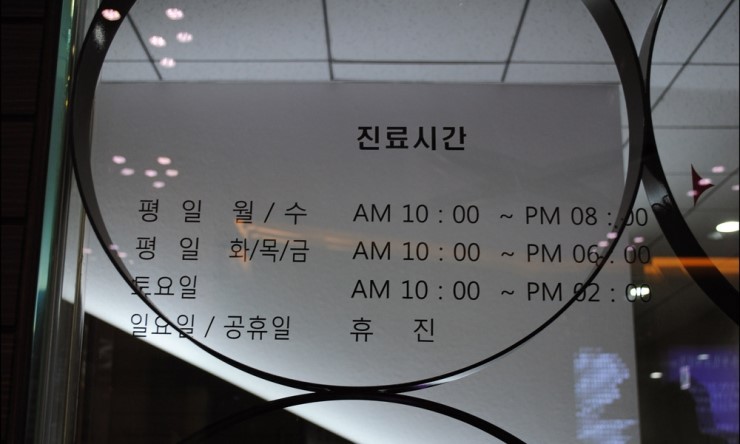 진료시간
평 일 월 / 수 AM 10 : 00 ~ PM 08 : 00
평 일 화/목/금 AM 10 : 00 ~ PM 06 : 00
토요일 AM 10 : 00 ~ PM 02 : 00
일요일 / 공휴일 휴 진